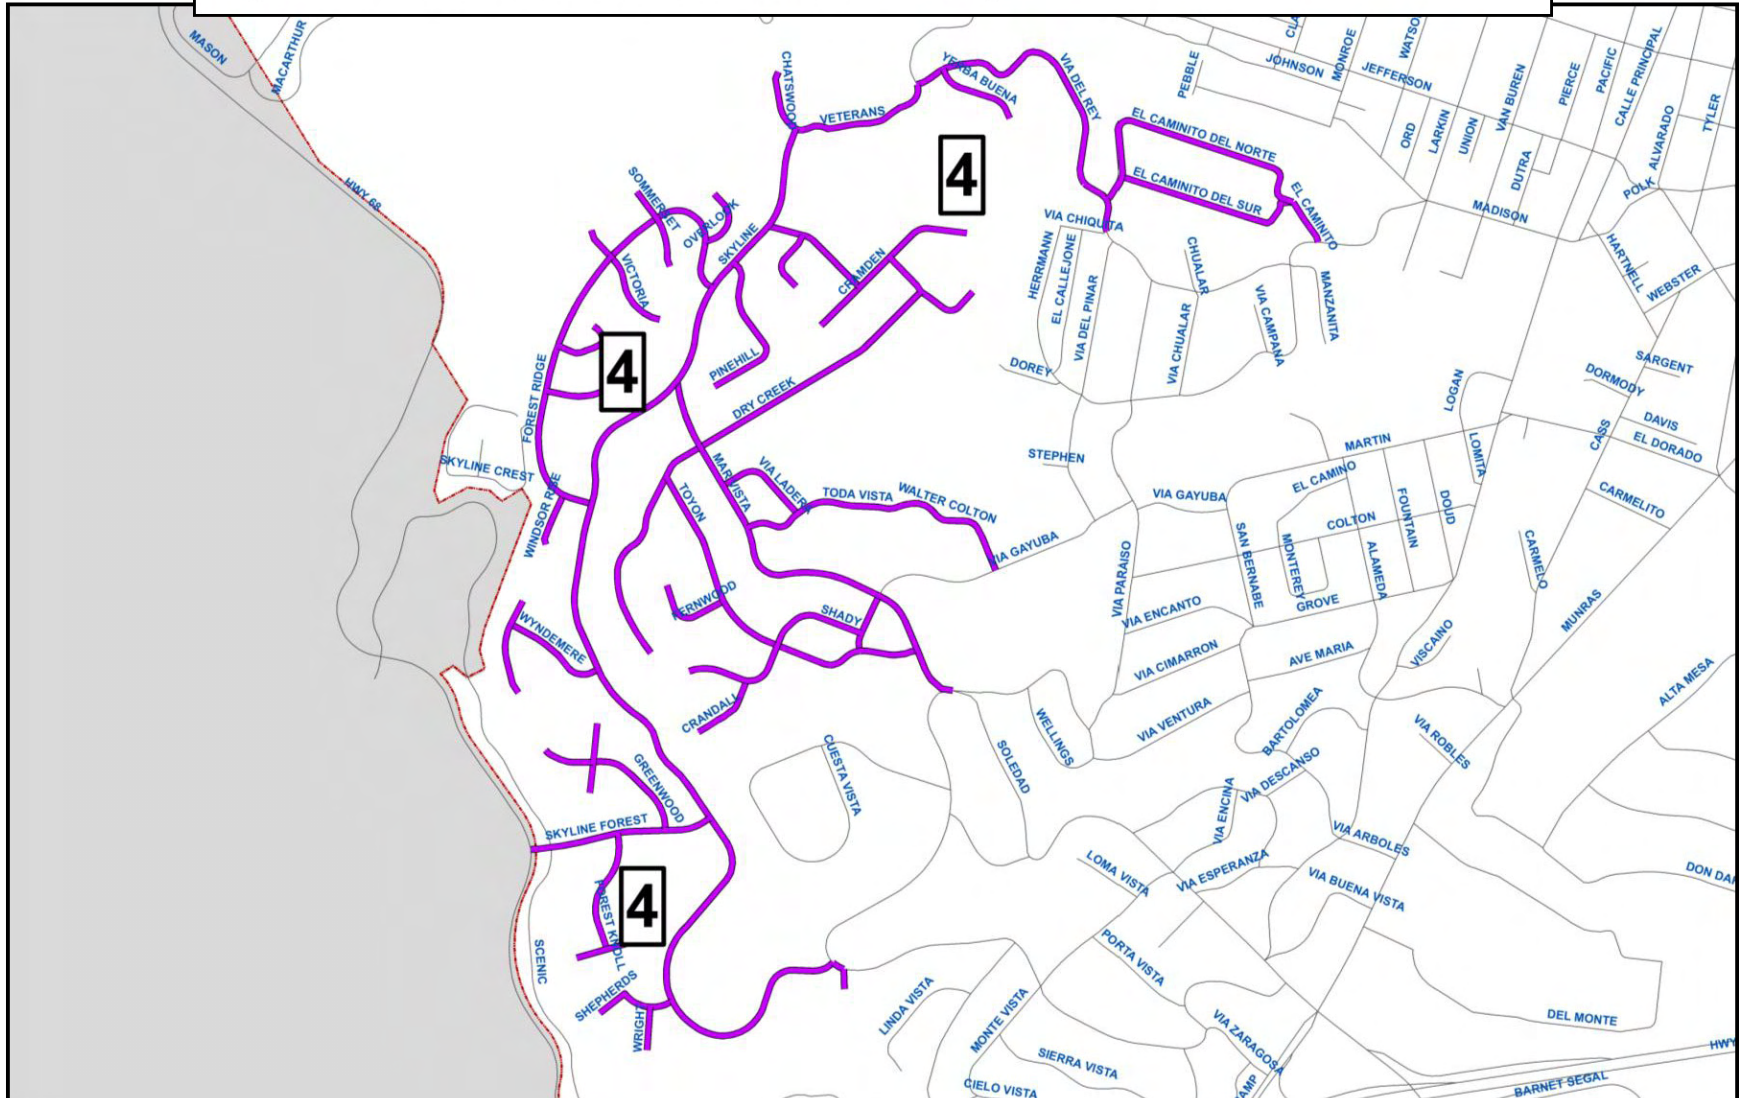 MASON
MACARTHUR
HWY 68
CHATSWOOD
VETERANS
YERBA BUENA
VIA DEL REY
PEBBLE
JOHNSON
MONROE
JEFFERSON
VAN BUREN
PIERCE
PACIFIC
CALLE PRINCIPAL
ALVARADO
TYLER
ORD
LARKIN
UNION
DUTRA
POLK
MADISON
EL CAMINITO DEL NORTE
EL CAMINITO DEL SUR
EL CAMINITO
4
SOMMERSET
OVERLOOK
SKYLINE
VICTORIA
CRAMDEN
VIA CHIQUITA
HERRMANN
EL CALLEJONE
VIA DEL PINAR
CHUALAR
VIA CHUALAR
VIA CAMPANA
MANZANITA
HARTNELL
WEBSTER
4
FOREST RIDGE
PINEHILL
DRY CREEK
DOREY
LOGAN
SARGENT
DORMODY
DAVIS
EL DORADO
CASS
SKYLINE CREST
WINDSOR RISE
MAR VISTA
VIA LADERA
TOYON
TODA VISTA
WALTER COLTON
STEPHEN
VIA GAYUBA
VIA GAYUBA
MARTIN
EL CAMINO
LOMITA
COLTON
FOUNTAIN
DOUD
CARMELITO
SAN BERNABE
MONTEREY
ALAMEDA
CARMELO
MUNRAS
VIA PARAISO
GROVE
FERNWOOD
SHADY
WYNDEMERE
VIA ENCANTO
VIA CIMARRON
AVE MARIA
VISCAINO
ALTA MESA
CRANDALL
VIA VENTURA
BARTOLOMEA
VIA ROBLES
WELLINGS
SOLEDAD
CUESTA VISTA
GREENWOOD
SKYLINE FOREST
VIA DESCANSO
VIA ENCINA
VIA ARBOLES
LOMA VISTA
VIA ESPERANZA
VIA BUENA VISTA
4
FOREST KNOLL
SCENIC
SHEPHERDS
WRIGHT
PORTA VISTA
LINDA VISTA
MONTE VISTA
SIERRA VISTA
CIELO VISTA
VIA ZARAGOSA
DEL MONTE
HWY
BARNET SEGAL